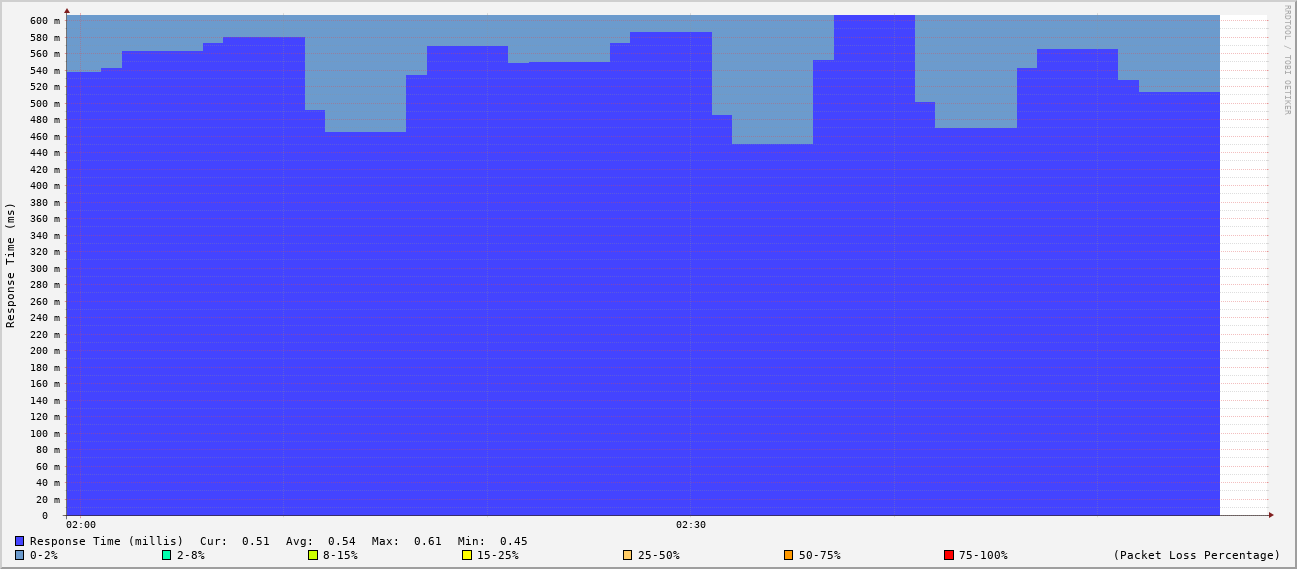 600 m
580 m
560 m
540 m
520 m
500 m
480 m
460 m
440 m
420 m
400 m
380 m
360 m
340 m
320 m
300 m
280 m
260 m
240 m
220 m
200 m
180 m
160 m
140 m
120 m
100 m
80 m
60 m
40 m
20 m
0
Response Time (ms)
RRDTOOL / TOBI OETIKER
02:00 02:30
Response Time (millis) Cur: 0.51 Avg: 0.54 Max: 0.61 Min: 0.45
0-2% 2-8% 8-15% 15-25% 25-50% 50-75% 75-100% (Packet Loss Percentage)